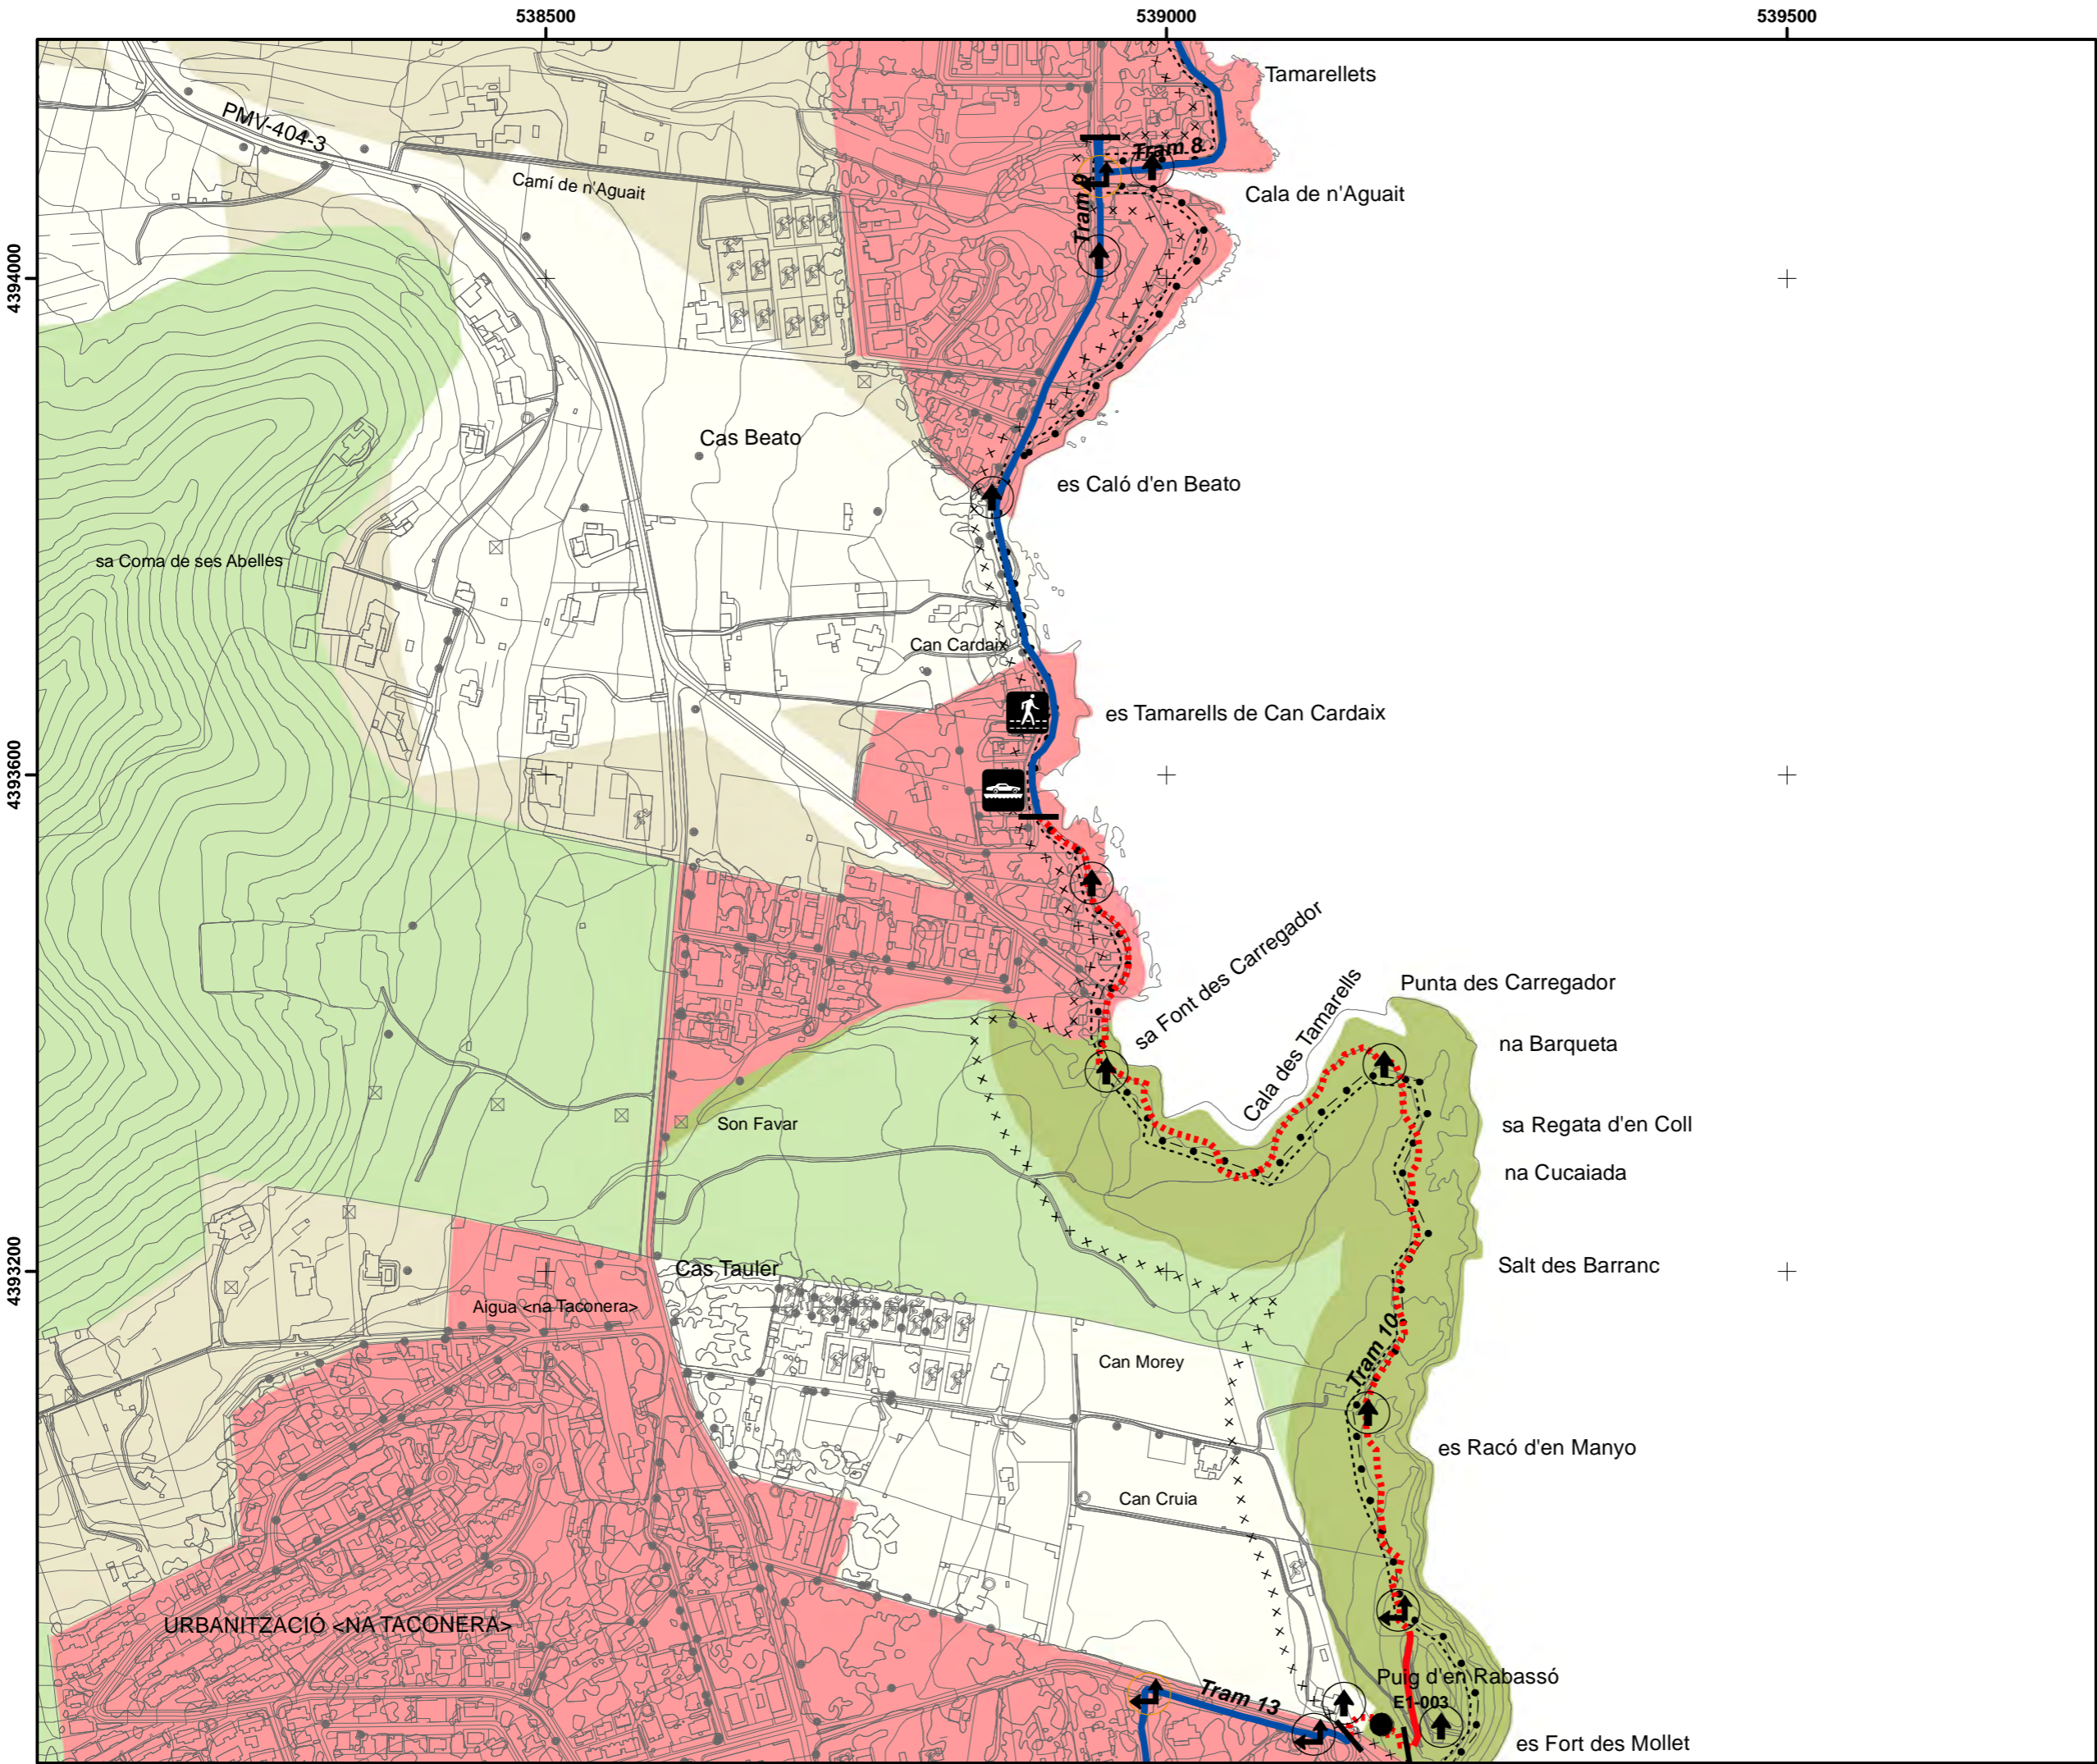 538500
539000
539500
Tamarellets
PMV-404-3
Tram 8
Camí de n'Aguait
Cala de n'Aguait
Tram 9
4394000
Cas Beato
es Caló d'en Beato
sa Coma de ses Abelles
Can Cardaix
es Tamarells de Can Cardaix
4393600
sa Font des Carregador
Cala des Tamarells
Punta des Carregador
na Barqueta
sa Regata d'en Coll
Son Favar
na Cucaiada
4393200
Cas Tauler
Salt des Barranc
Aigua <na Taconera>
Tram 10
Can Morey
es Racó d'en Manyo
Can Cruia
URBANITZACIÓ <NA TACONERA>
Puig d'en Rabassó
Tram 13
E1-003
es Fort des Mollet